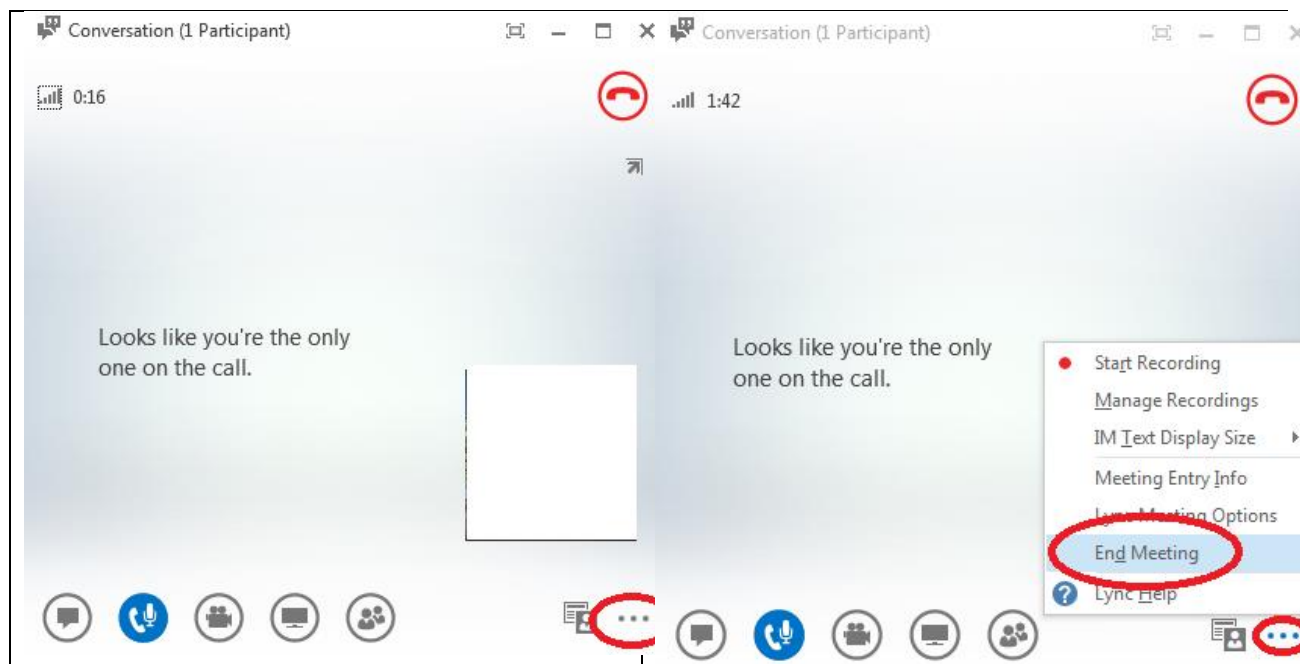 Conversation (1 Participant)
0:16
Looks like you're the only
one on the call.
Conversation (1 Participant)
1:42
Looks like you're the only
one on the call.
Start Recording
Manage Recordings
IM Text Display Size
Meeting Entry Info
Lync Meeting Options
End Meeting
Lync Help